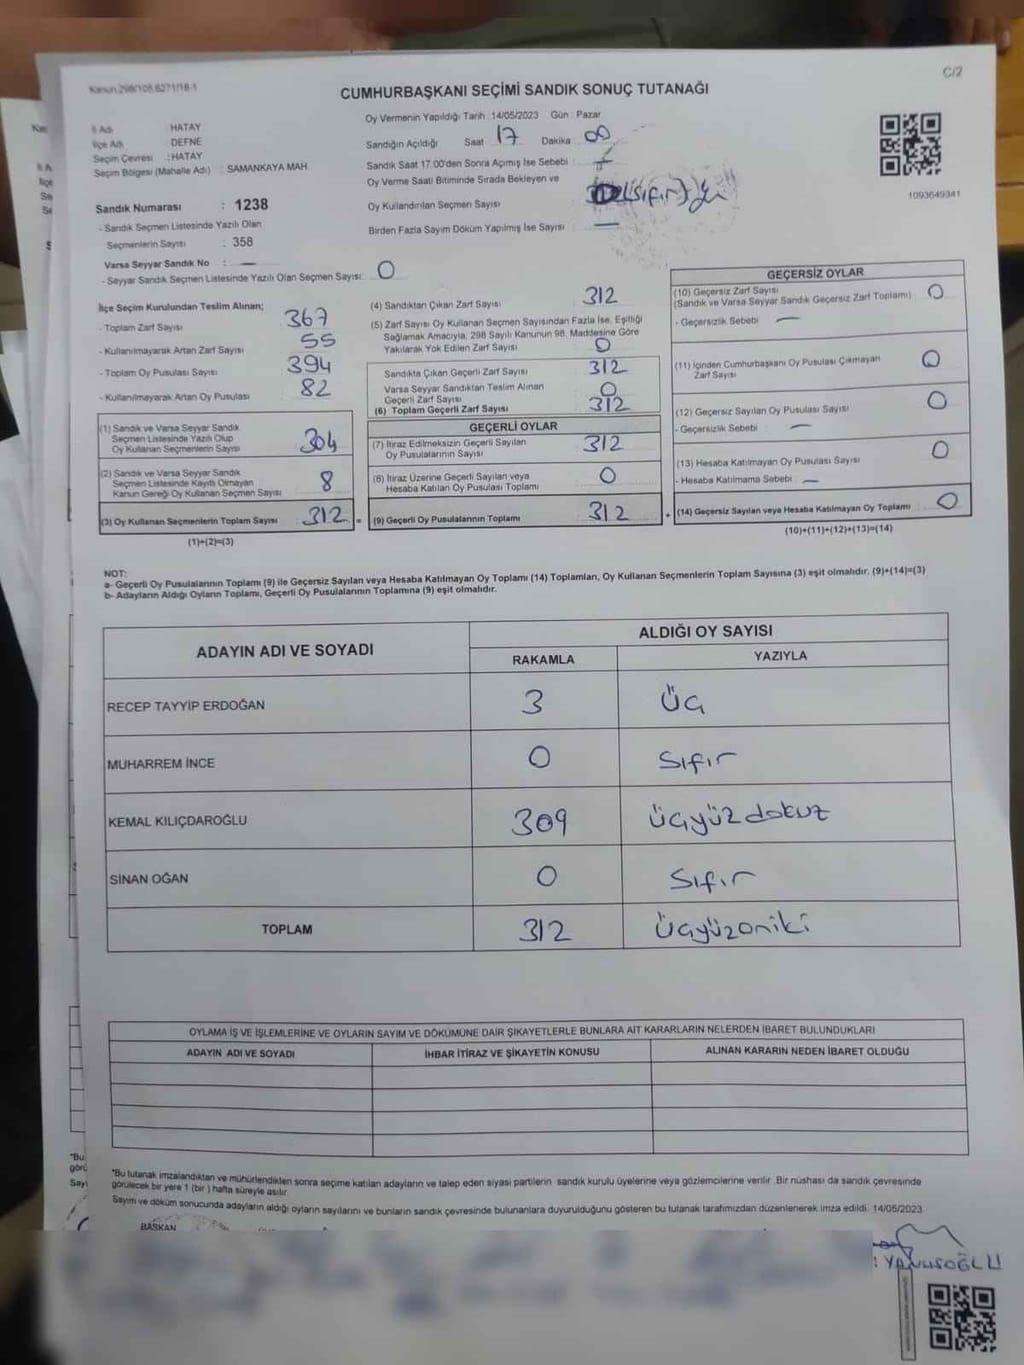 C/2
Kanun:298/105,6271/18-1
CUMHURBAŞKANI SEÇİMİ SANDIK SONUÇ TUTANAĞI
İl Adı HATAY
İlçe Adı DEFNE
Seçim Çevresi : HATAY
Seçim Bölgesi (Mahalle Adı) : SAMANKAYA MAH.
Sandık Numarası : 1238
- Sandık Seçmen Listesinde Yazılı Olan
Seçmenlerin Sayısı : 358
Varsa Seyyar Sandık No : —
- Seyyar Sandık Seçmen Listesinde Yazılı Olan Seçmen Sayısı: 0
Oy Vermenin Yapıldığı Tarih : 14/05/2023 Gün : Pazar
Sandığın Açıldığı Saat 17 Dakika 00
Sandık Saat 17.00'den Sonra Açımış İse Sebebi
Oy Verme Saati Bitiminde Sırada Bekleyen ve
Oy Kullandırılan Seçmen Sayısı (sıfır)
Birden Fazla Sayım Döküm Yapılmış İse Sayısı : —
1093649341
İlçe Seçim Kurulundan Teslim Alınan;
- Toplam Zarf Sayısı 367
- Kullanılmayarak Artan Zarf Sayısı 55
- Toplam Oy Pusulası Sayısı 394
- Kullanılmayarak Artan Oy Pusulası 82
(1) Sandık ve Varsa Seyyar Sandık
Seçmen Listesinde Yazılı Olup
Oy Kullanan Seçmenlerin Sayısı 304
(2) Sandık ve Varsa Seyyar Sandık
Seçmen Listesinde Kayıtlı Olmayan
Kanun Gereği Oy Kullanan Seçmen Sayısı 8
(3) Oy Kullanan Seçmenlerin Toplam Sayısı 312
(1)+(2)=(3)
(4) Sandıktan Çıkan Zarf Sayısı 312
(5) Zarf Sayısı Oy Kullanan Seçmen Sayısından Fazla İse, Eşitliği
Sağlamak Amacıyla, 298 Sayılı Kanunun 98. Maddesine Göre
Yakılarak Yok Edilen Zarf Sayısı 0
Sandıkta Çıkan Geçerli Zarf Sayısı 312
Varsa Seyyar Sandıktan Teslim Alınan
Geçerli Zarf Sayısı 0
(6) Toplam Geçerli Zarf Sayısı 312
GEÇERLİ OYLAR
(7) İtiraz Edilmeksizin Geçerli Sayılan
Oy Pusulalarının Sayısı 312
(8) İtiraz Üzerine Geçerli Sayılan veya
Hesaba Katılan Oy Pusulası Toplamı 0
= (9) Geçerli Oy Pusulalarının Toplamı 312
GEÇERSİZ OYLAR
(10) Geçersiz Zarf Sayısı
(Sandık ve Varsa Seyyar Sandık Geçersiz Zarf Toplamı) 0
- Geçersizlik Sebebi —
(11) İçinden Cumhurbaşkanı Oy Pusulası Çıkmayan
Zarf Sayısı 0
(12) Geçersiz Sayılan Oy Pusulası Sayısı 0
- Geçersizlik Sebebi : —
(13) Hesaba Katılmayan Oy Pusulası Sayısı 0
- Hesaba Katılmama Sebebi : —
+ (14) Geçersiz Sayılan veya Hesaba Katılmayan Oy Toplamı 0
(10)+(11)+(12)+(13)=(14)
NOT:
a- Geçerli Oy Pusulalarının Toplamı (9) ile Geçersiz Sayılan veya Hesaba Katılmayan Oy Toplamı (14) Toplamları, Oy Kullanan Seçmenlerin Toplam Sayısına (3) eşit olmalıdır. (9)+(14)=(3)
b- Adayların Aldığı Oyların Toplamı, Geçerli Oy Pusulalarının Toplamına (9) eşit olmalıdır.
ADAYIN ADI VE SOYADI ALDIĞI OY SAYISI
RAKAMLA YAZIYLA
RECEP TAYYİP ERDOĞAN 3 Üç
MUHARREM İNCE 0 Sıfır
KEMAL KILIÇDAROĞLU 309 üçyüzdokuz
SİNAN OĞAN 0 Sıfır
TOPLAM 312 üçyüzoniki
OYLAMA İŞ VE İŞLEMLERİNE VE OYLARIN SAYIM VE DÖKÜMÜNE DAİR ŞİKAYETLERLE BUNLARA AİT KARARLARIN NELERDEN İBARET BULUNDUKLARI
ADAYIN ADI VE SOYADI İHBAR İTİRAZ VE ŞİKAYETİN KONUSU ALINAN KARARIN NEDEN İBARET OLDUĞU
*Bu tutanak imzalandıktan ve mühürlendikten sonra seçime katılan adayların ve talep eden siyasi partilerin sandık kurulu üyelerine veya gözlemcilerine verilir. Bir nüshası da sandık çevresinde
görülecek bir yere 1 (bir) hafta süreyle asılır.
Sayım ve döküm sonucunda adayların aldığı oyların sayılarını ve bunların sandık çevresinde bulunanlara duyurulduğunu gösteren bu tutanak tarafımızdan düzenlenerek imza edildi. 14/05/2023
BAŞKAN